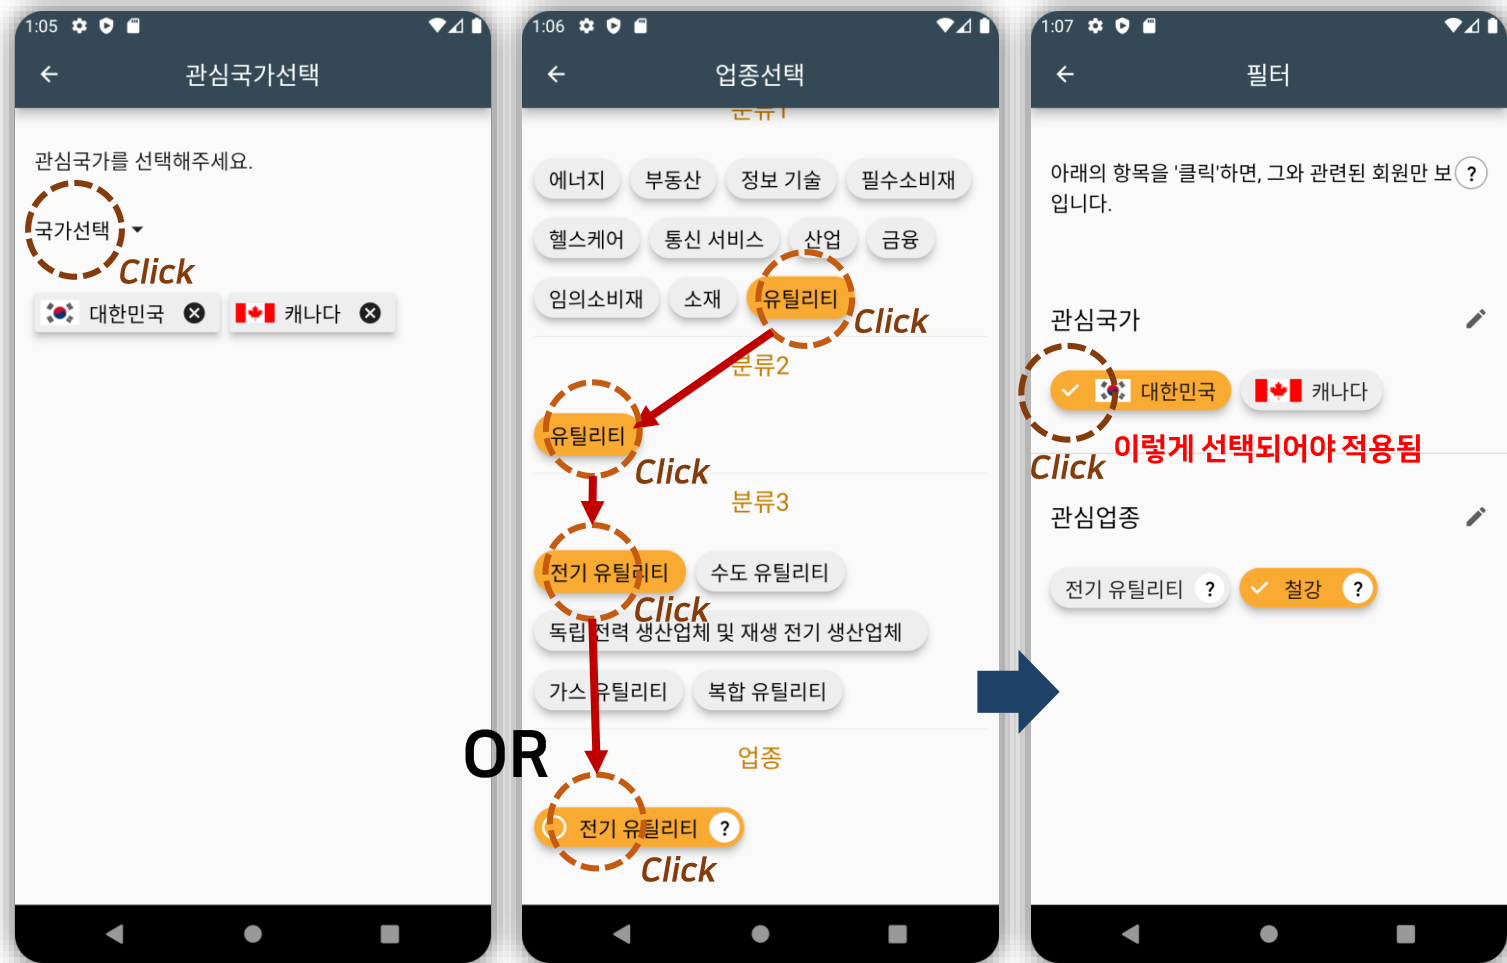 1:05
관심국가선택
관심국가를 선택해주세요.
국가선택
Click
대한민국
캐나다
OR
1:06
업종선택
분류1
에너지 부동산 정보 기술 필수소비재
헬스케어 통신 서비스 산업 금융
임의소비재 소재 유틸리티
Click
분류2
유틸리티
Click
분류3
전기 유틸리티 수도 유틸리티
Click
독립 전력 생산업체 및 재생 전기 생산업체
가스 유틸리티 복합 유틸리티
업종
전기 유틸리티 ?
Click
1:07
필터
아래의 항목을 '클릭'하면, 그와 관련된 회원만 보 ?
입니다.
관심국가
대한민국 캐나다
이렇게 선택되어야 적용됨
Click
관심업종
전기 유틸리티 ? 철강 ?